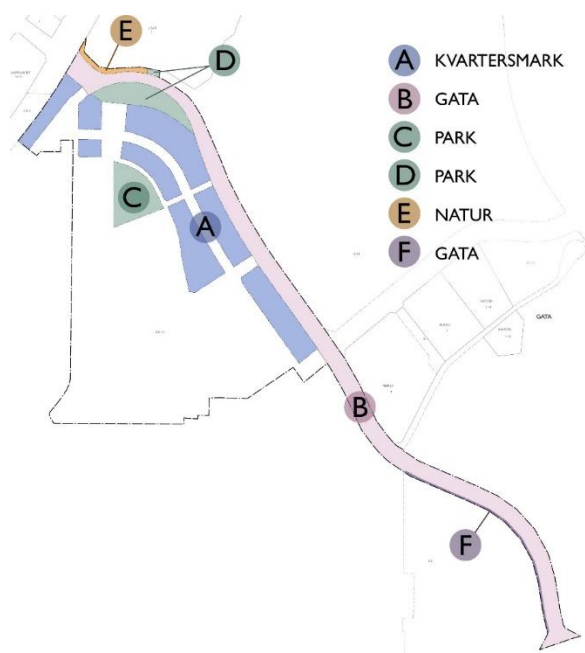 E
D
A KVARTERSMARK
B GATA
C PARK
D PARK
E NATUR
F GATA
C
A
GATA
B
F